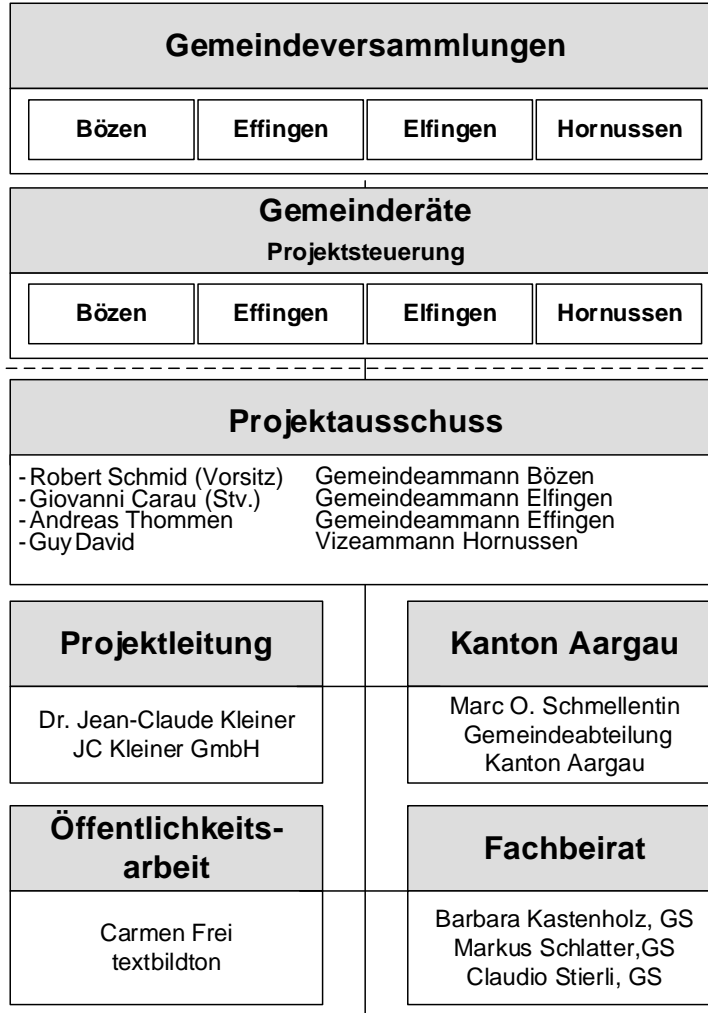 Gemeindeversammlungen
Bözen
Effingen
Elfingen
Hornussen
Gemeinderäte
Projektsteuerung
Bözen
Effingen
Elfingen
Hornussen
Projektausschuss
- Robert Schmid (Vorsitz) Gemeindeammann Bözen
- Giovanni Carau (Stv.) Gemeindeammann Elfingen
- Andreas Thommen Gemeindeammann Effingen
- Guy David Vizeammann Hornussen
Projektleitung
Dr. Jean-Claude Kleiner
JC Kleiner GmbH
Kanton Aargau
Marc O. Schmellentin
Gemeindeabteilung
Kanton Aargau
Öffentlichkeits-
arbeit
Carmen Frei
textbildton
Fachbeirat
Barbara Kastenholz, GS
Markus Schlatter,GS
Claudio Stierli, GS